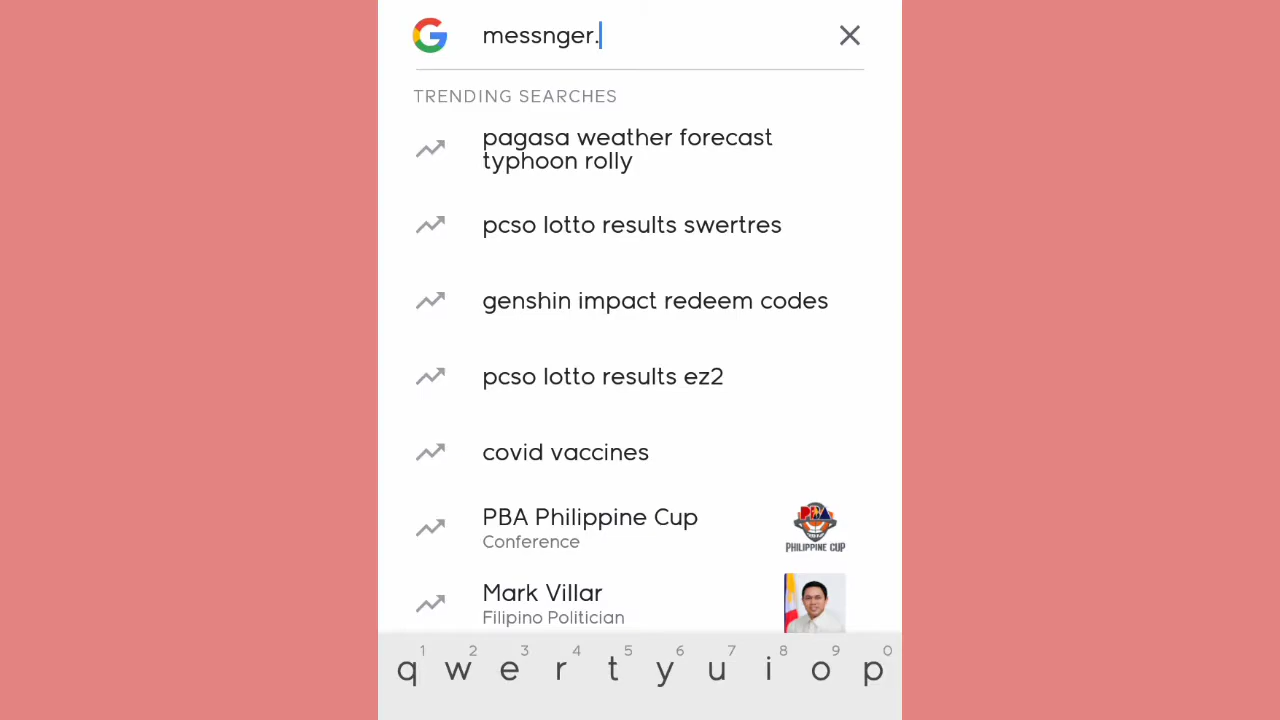 messnger.
TRENDING SEARCHES
pagasa weather forecast
typhoon rolly
pcso lotto results swertres
genshin impact redeem codes
pcso lotto results ez2
covid vaccines
PBA Philippine Cup
Conference
PBA
PHILIPPINE CUP
Mark Villar
Filipino Politician
1 2 3 4 5 6 7 8 9 0
q w e r t y u i o p